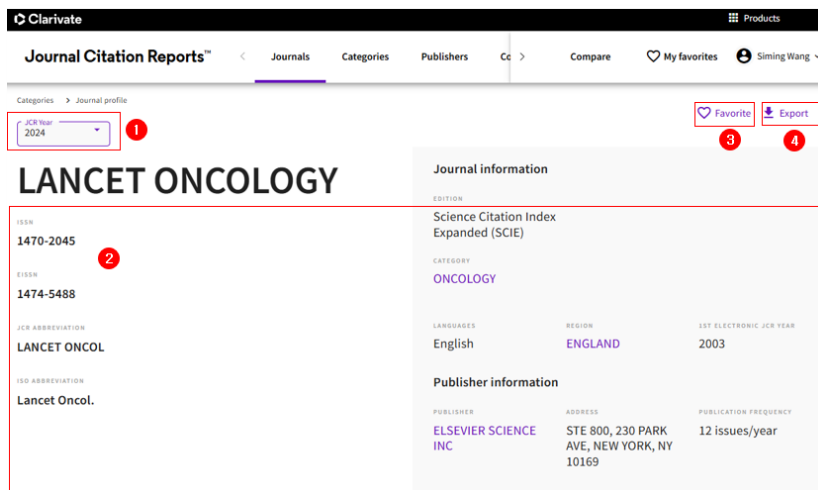 Clarivate
Products
Journal Citation Reports™
Journals
Categories
Publishers
Co
Compare
My favorites
Siming Wang
Categories > Journal profile
JCR Year
2024
1
Favorite
Export
3
4
LANCET ONCOLOGY
ISSN
1470-2045
2
EISSN
1474-5488
JCR ABBREVIATION
LANCET ONCOL
ISO ABBREVIATION
Lancet Oncol.
Journal information
EDITION
Science Citation Index
Expanded (SCIE)
CATEGORY
ONCOLOGY
LANGUAGES
REGION
1ST ELECTRONIC JCR YEAR
English
ENGLAND
2003
Publisher information
PUBLISHER
ADDRESS
PUBLICATION FREQUENCY
ELSEVIER SCIENCE
INC
STE 800, 230 PARK
AVE, NEW YORK, NY
10169
12 issues/year